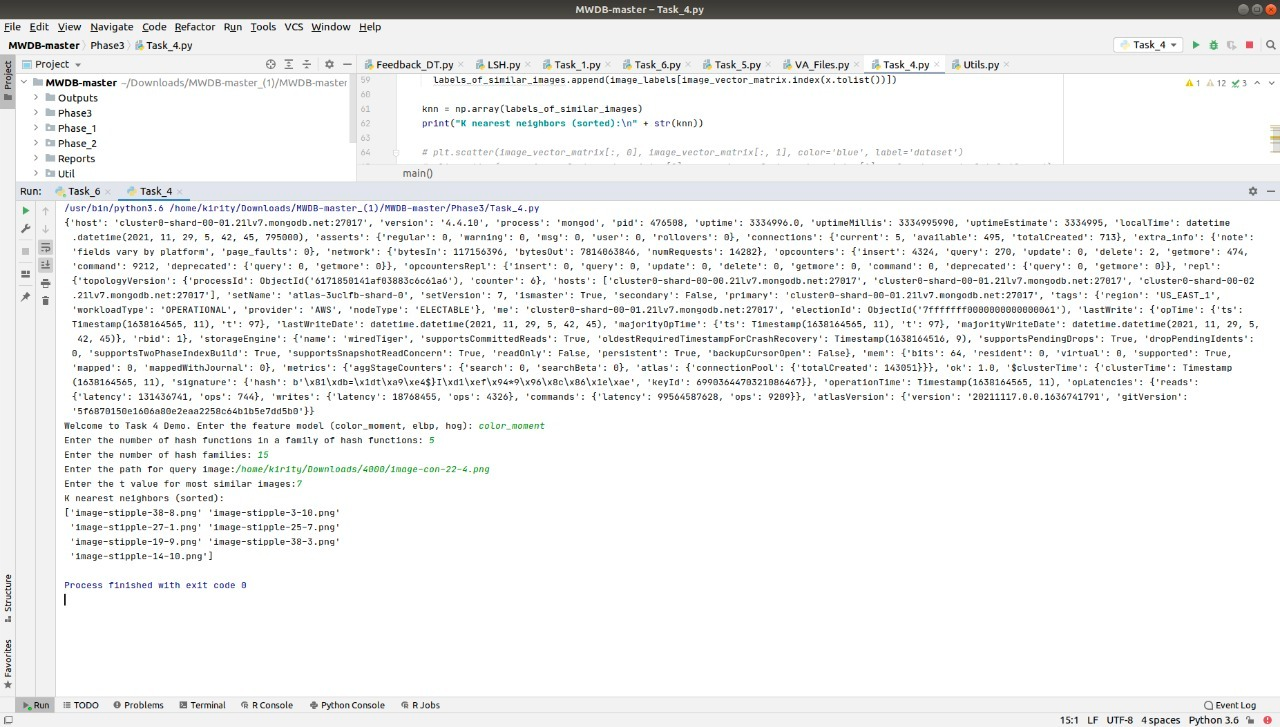 MWDB-master – Task_4.py
File Edit View Navigate Code Refactor Run Tools VCS Window Help
MWDB-master Phase3 Task_4.py Task_4
Project Feedback_DT.py LSH.py Task_1.py Task_6.py Task_5.py VA_Files.py Task_4.py Utils.py
Project
MWDB-master ~/Downloads/MWDB-master_(1)/MWDB-master
Outputs
Phase3
Phase_1
Phase_2
Reports
Util
59 labels_of_similar_images.append(image_labels[image_vector_matrix.index(x.tolist())])
1 12 3
60
61 knn = np.array(labels_of_similar_images)
62 print("K nearest neighbors (sorted):\n" + str(knn))
63
64 # plt.scatter(image_vector_matrix[:, 0], image_vector_matrix[:, 1], color='blue', label='dataset')
main()
Run: Task_6 Task_4
/usr/bin/python3.6 /home/kirity/Downloads/MWDB-master_(1)/MWDB-master/Phase3/Task_4.py
{'host': 'cluster0-shard-00-01.21lv7.mongodb.net:27017', 'version': '4.4.10', 'process': 'mongod', 'pid': 476508, 'uptime': 3334996.0, 'uptimeMillis': 3334995990, 'uptimeEstimate': 3334995, 'localTime': datetime
.datetime(2021, 11, 29, 5, 42, 45, 795000), 'asserts': {'regular': 0, 'warning': 0, 'msg': 0, 'user': 0, 'rollovers': 0}, 'connections': {'current': 5, 'available': 495, 'totalCreated': 713}, 'extra_info': {'note':
'fields vary by platform', 'page_faults': 0}, 'network': {'bytesIn': 117156396, 'bytesOut': 7814063846, 'numRequests': 14282}, 'opcounters': {'insert': 4324, 'query': 270, 'update': 0, 'delete': 2, 'getmore': 474,
'command': 9212, 'deprecated': {'query': 0, 'getmore': 0}}, 'opcountersRepl': {'insert': 0, 'query': 0, 'update': 0, 'delete': 0, 'getmore': 0, 'command': 0, 'deprecated': {'query': 0, 'getmore': 0}}, 'repl':
{'topologyVersion': {'processId': ObjectId('6171850141af03883c6c61a6'), 'counter': 6}, 'hosts': ['cluster0-shard-00-00.21lv7.mongodb.net:27017', 'cluster0-shard-00-01.21lv7.mongodb.net:27017', 'cluster0-shard-00-02
.21lv7.mongodb.net:27017'], 'setName': 'atlas-3uclfb-shard-0', 'setVersion': 7, 'ismaster': True, 'secondary': False, 'primary': 'cluster0-shard-00-01.21lv7.mongodb.net:27017', 'tags': {'region': 'US_EAST_1',
'workloadType': 'OPERATIONAL', 'provider': 'AWS', 'nodeType': 'ELECTABLE'}, 'me': 'cluster0-shard-00-01.21lv7.mongodb.net:27017', 'electionId': ObjectId('7fffffff0000000000000061'), 'lastWrite': {'opTime': {'ts':
Timestamp(1638164565, 11), 't': 97}, 'lastWriteDate': datetime.datetime(2021, 11, 29, 5, 42, 45), 'majorityOpTime': {'ts': Timestamp(1638164565, 11), 't': 97}, 'majorityWriteDate': datetime.datetime(2021, 11, 29, 5,
42, 45)}, 'rbid': 1}, 'storageEngine': {'name': 'wiredTiger', 'supportsCommittedReads': True, 'oldestRequiredTimestampForCrashRecovery': Timestamp(1638164516, 9), 'supportsPendingDrops': True, 'dropPendingIdents':
0, 'supportsTwoPhaseIndexBuild': True, 'supportsSnapshotReadConcern': True, 'readOnly': False, 'persistent': True, 'backupCursorOpen': False}, 'mem': {'bits': 64, 'resident': 0, 'virtual': 0, 'supported': True,
'mapped': 0, 'mappedWithJournal': 0}, 'metrics': {'aggStageCounters': {'search': 0, 'searchBeta': 0}, 'atlas': {'connectionPool': {'totalCreated': 143051}}}, 'ok': 1.0, '$clusterTime': {'clusterTime': Timestamp
(1638164565, 11), 'signature': {'hash': b'\x81\xdb=\x1dt\xa9\xe4$}I\xd1\xef\x94*9\x96\x8c\x86\x1e\xae', 'keyId': 6990364470321086467}}, 'operationTime': Timestamp(1638164565, 11), 'opLatencies': {'reads':
{'latency': 131436741, 'ops': 744}, 'writes': {'latency': 18768455, 'ops': 4326}, 'commands': {'latency': 99564587628, 'ops': 9209}}, 'atlasVersion': {'version': '20211117.0.0.1636741791', 'gitVersion':
'5f6870150e1606a80e2eaa2258c64b1b5e7dd5b0'}}
Welcome to Task 4 Demo. Enter the feature model (color_moment, elbp, hog): color_moment
Enter the number of hash functions in a family of hash functions: 5
Enter the number of hash families: 15
Enter the path for query image:/home/kirity/Downloads/4000/image-con-22-4.png
Enter the t value for most similar images:7
K nearest neighbors (sorted):
['image-stipple-38-8.png' 'image-stipple-3-10.png'
'image-stipple-27-1.png' 'image-stipple-25-7.png'
'image-stipple-19-9.png' 'image-stipple-38-3.png'
'image-stipple-14-10.png']
Process finished with exit code 0
Structure
Favorites
Run TODO Problems Terminal R Console Python Console R Jobs Event Log
15:1 LF UTF-8 4 spaces Python 3.6